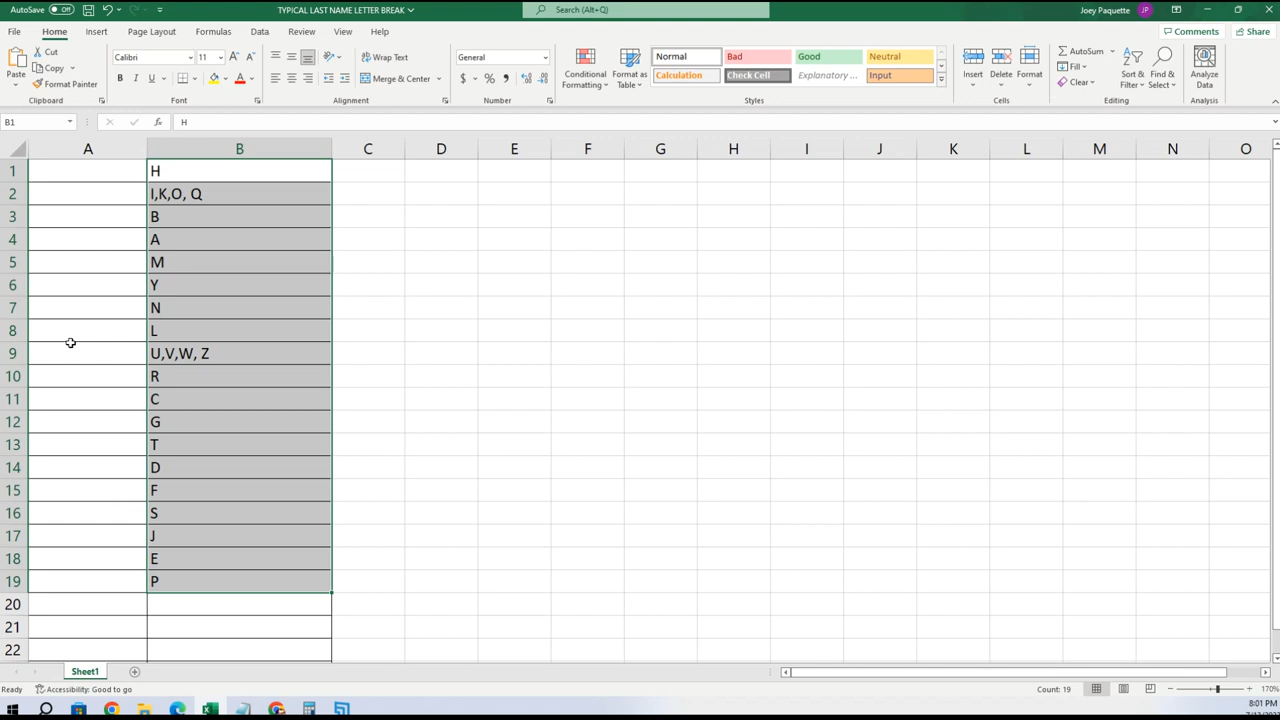 AutoSave Off TYPICAL LAST NAME LETTER BREAK Search (Alt+Q) Joey Paquette JP
File Home Insert Page Layout Formulas Data Review View Help Comments Share
Paste Cut Copy Format Painter Clipboard
Calibri 11 A A B I U A Font
ab Wrap Text Merge & Center Alignment
General $ % , Number
Conditional Formatting Format as Table
Normal Bad Good Neutral
Calculation Check Cell Explanatory ... Input
Styles
Insert Delete Format Cells
AutoSum Fill Clear Sort & Filter Find & Select Editing
Analyze Data Analysis
B1 fx H
A B C D E F G H I J K L M N O
1 H
2 I,K,O, Q
3 B
4 A
5 M
6 Y
7 N
8 L
9 U,V,W, Z
10 R
11 C
12 G
13 T
14 D
15 F
16 S
17 J
18 E
19 P
20
21
22
Sheet1
Ready Accessibility: Good to go Count: 19 170%
8:01 PM